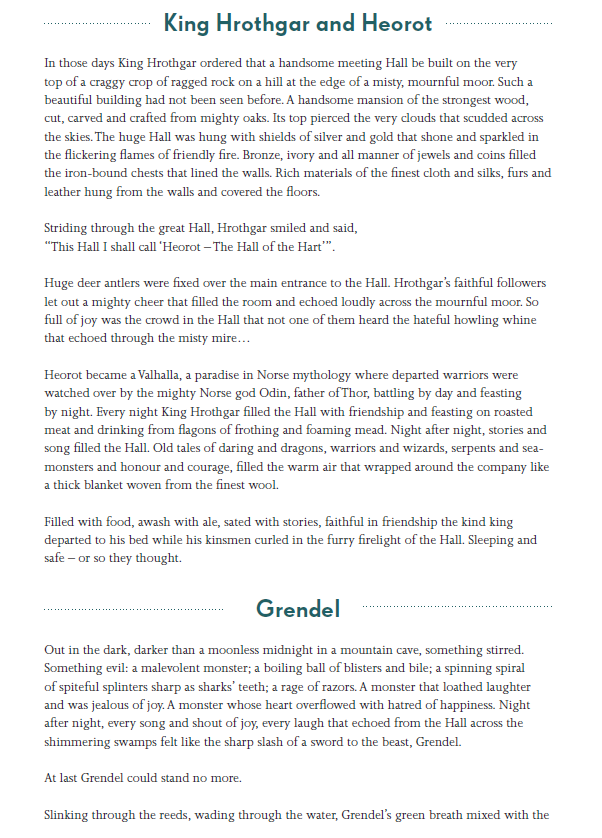 King Hrothgar and Heorot
In those days King Hrothgar ordered that a handsome meeting Hall be built on the very
top of a craggy crop of ragged rock on a hill at the edge of a misty, mournful moor. Such a
beautiful building had not been seen before. A handsome mansion of the strongest wood,
cut, carved and crafted from mighty oaks. Its top pierced the very clouds that scudded across
the skies. The huge Hall was hung with shields of silver and gold that shone and sparkled in
the flickering flames of friendly fire. Bronze, ivory and all manner of jewels and coins filled
the iron-bound chests that lined the walls. Rich materials of the finest cloth and silks, furs and
leather hung from the walls and covered the floors.
Striding through the great Hall, Hrothgar smiled and said,
“This Hall I shall call ‘Heorot – The Hall of the Hart’”.
Huge deer antlers were fixed over the main entrance to the Hall. Hrothgar’s faithful followers
let out a mighty cheer that filled the room and echoed loudly across the mournful moor. So
full of joy was the crowd in the Hall that not one of them heard the hateful howling whine
that echoed through the misty mire…
Heorot became a Valhalla, a paradise in Norse mythology where departed warriors were
watched over by the mighty Norse god Odin, father of Thor, battling by day and feasting
by night. Every night King Hrothgar filled the Hall with friendship and feasting on roasted
meat and drinking from flagons of frothing and foaming mead. Night after night, stories and
song filled the Hall. Old tales of daring and dragons, warriors and wizards, serpents and sea-
monsters and honour and courage, filled the warm air that wrapped around the company like
a thick blanket woven from the finest wool.
Filled with food, awash with ale, sated with stories, faithful in friendship the kind king
departed to his bed while his kinsmen curled in the furry firelight of the Hall. Sleeping and
safe – or so they thought.
Grendel
Out in the dark, darker than a moonless midnight in a mountain cave, something stirred.
Something evil: a malevolent monster; a boiling ball of blisters and bile; a spinning spiral
of spiteful splinters sharp as sharks’ teeth; a rage of razors. A monster that loathed laughter
and was jealous of joy. A monster whose heart overflowed with hatred of happiness. Night
after night, every song and shout of joy, every laugh that echoed from the Hall across the
shimmering swamps felt like the sharp slash of a sword to the beast, Grendel.
At last Grendel could stand no more.
Slinking through the reeds, wading through the water, Grendel’s green breath mixed with the